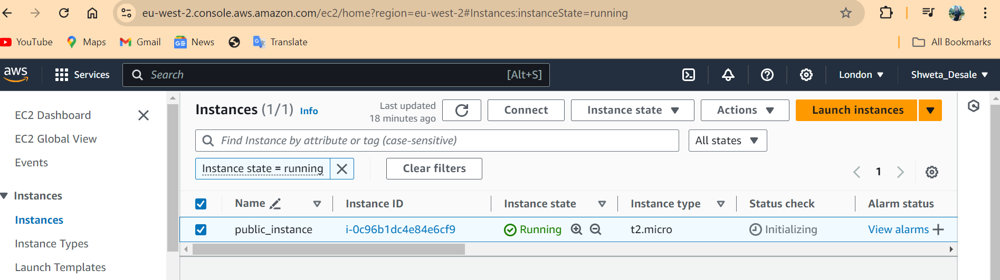 eu-west-2.console.aws.amazon.com/ec2/home?region=eu-west-2#Instances:instanceState=running
YouTube Maps Gmail News Translate All Bookmarks
aws Services Search [Alt+S] London Shweta_Desale
EC2 Dashboard
EC2 Global View
Events
Instances
Instances
Instance Types
Launch Templates
Instances (1/1) Info
Last updated
18 minutes ago
Connect Instance state Actions Launch instances
Find Instance by attribute or tag (case-sensitive) All states
Instance state = running Clear filters
1
Name Instance ID Instance state Instance type Status check Alarm status
public_instance i-0c96b1dc4e84e6cf9 Running t2.micro Initializing View alarms